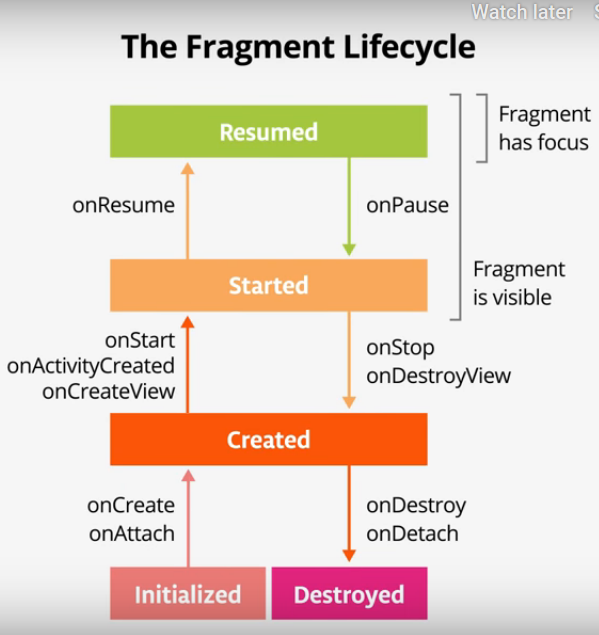 Watch later
The Fragment Lifecycle
Resumed
Fragment
has focus
onResume
onPause
Started
Fragment
is visible
onStart
onActivityCreated
onCreateView
onStop
onDestroyView
Created
onCreate
onAttach
onDestroy
onDetach
Initialized
Destroyed